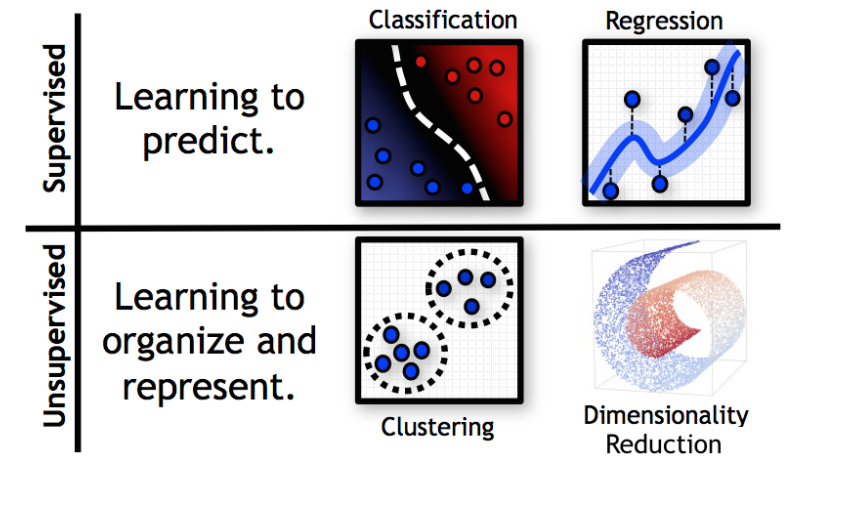 Supervised
Learning to
predict.
Classification
Regression
Unsupervised
Learning to
organize and
represent.
Clustering
Dimensionality
Reduction